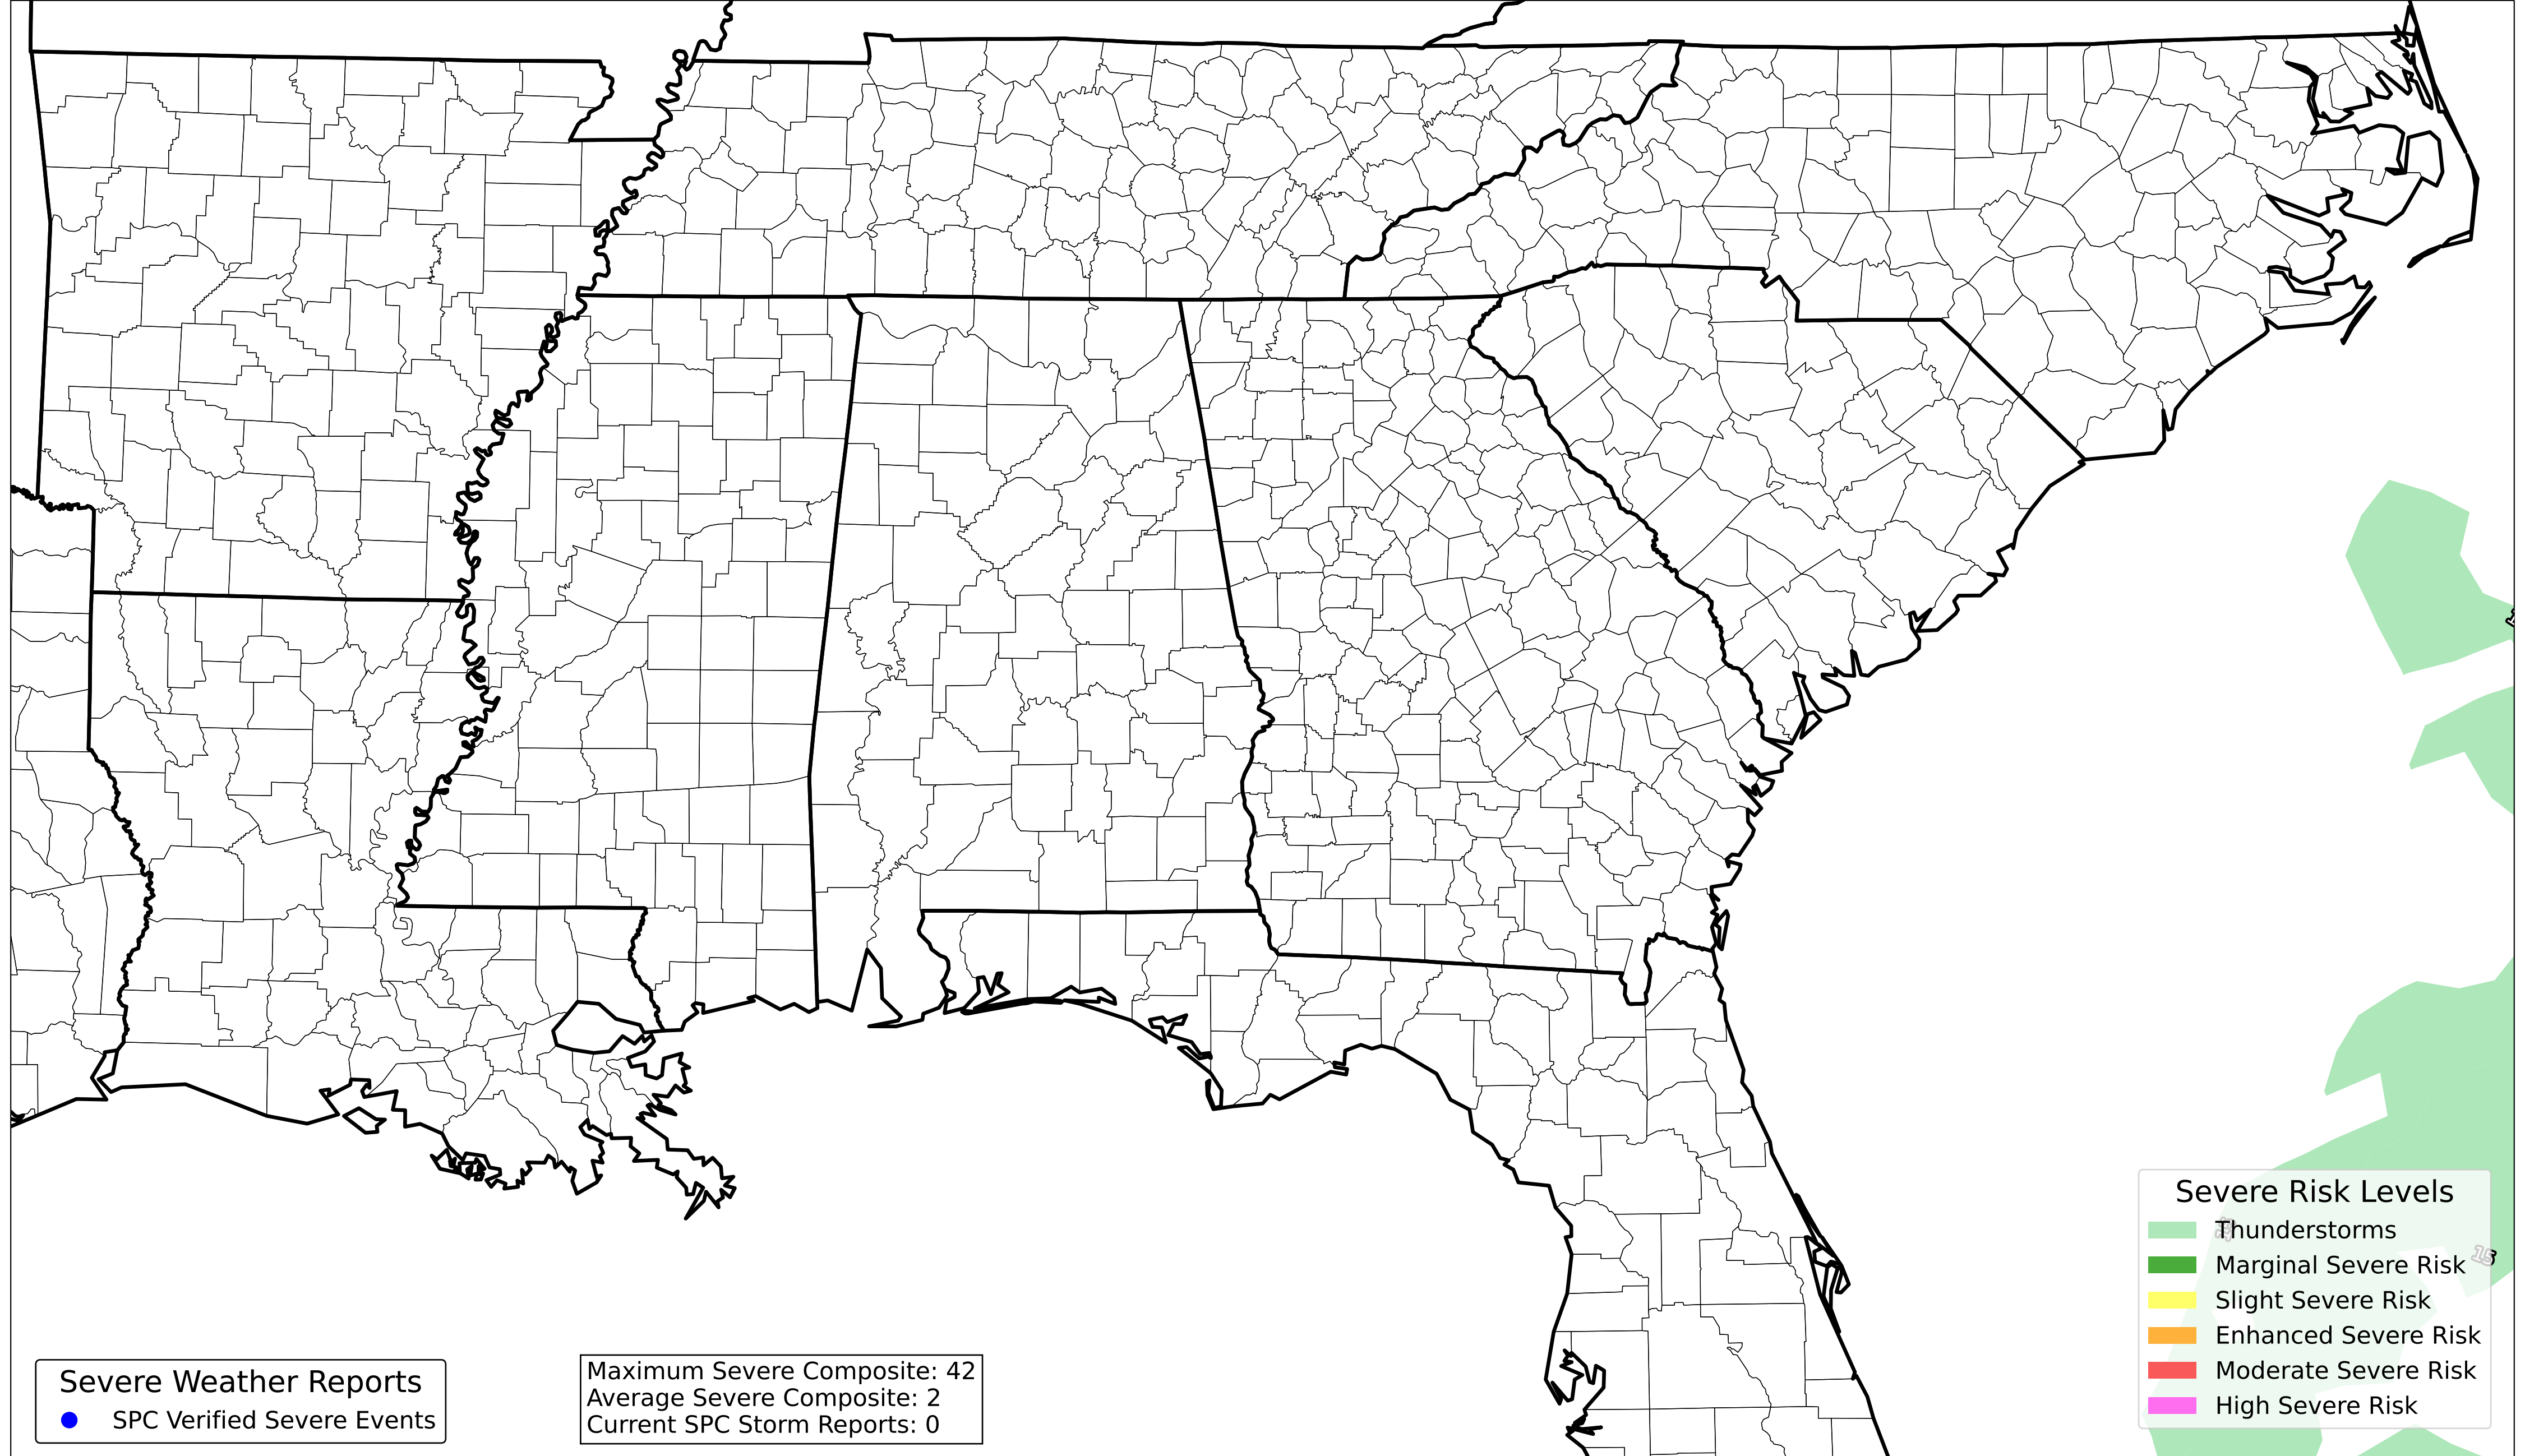 Severe Weather Reports
SPC Verified Severe Events
Maximum Severe Composite: 42
Average Severe Composite: 2
Current SPC Storm Reports: 0
Severe Risk Levels
Thunderstorms
Marginal Severe Risk
Slight Severe Risk
Enhanced Severe Risk
Moderate Severe Risk
High Severe Risk
15